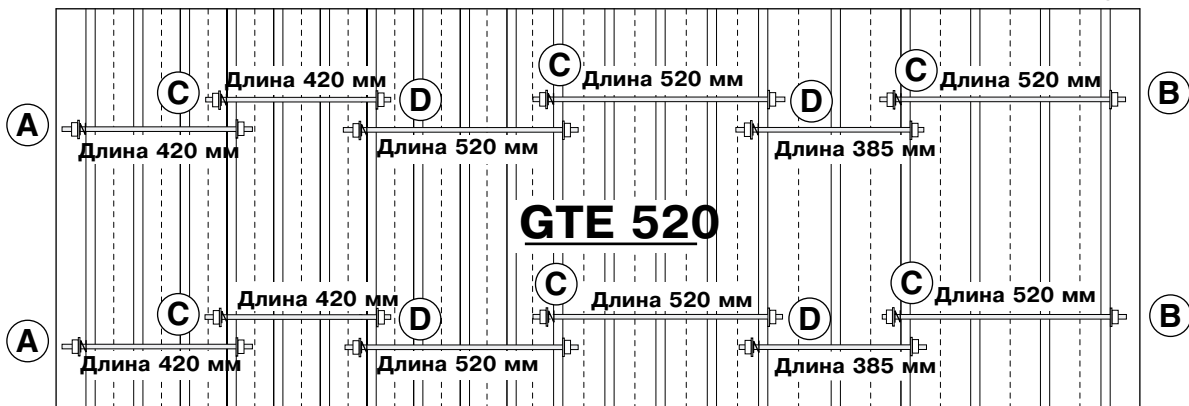 C Длина 420 мм D C Длина 520 мм D C Длина 520 мм B
A Длина 420 мм Длина 520 мм Длина 385 мм
GTE 520
C Длина 420 мм D C Длина 520 мм D C Длина 520 мм B
A Длина 420 мм Длина 520 мм Длина 385 мм